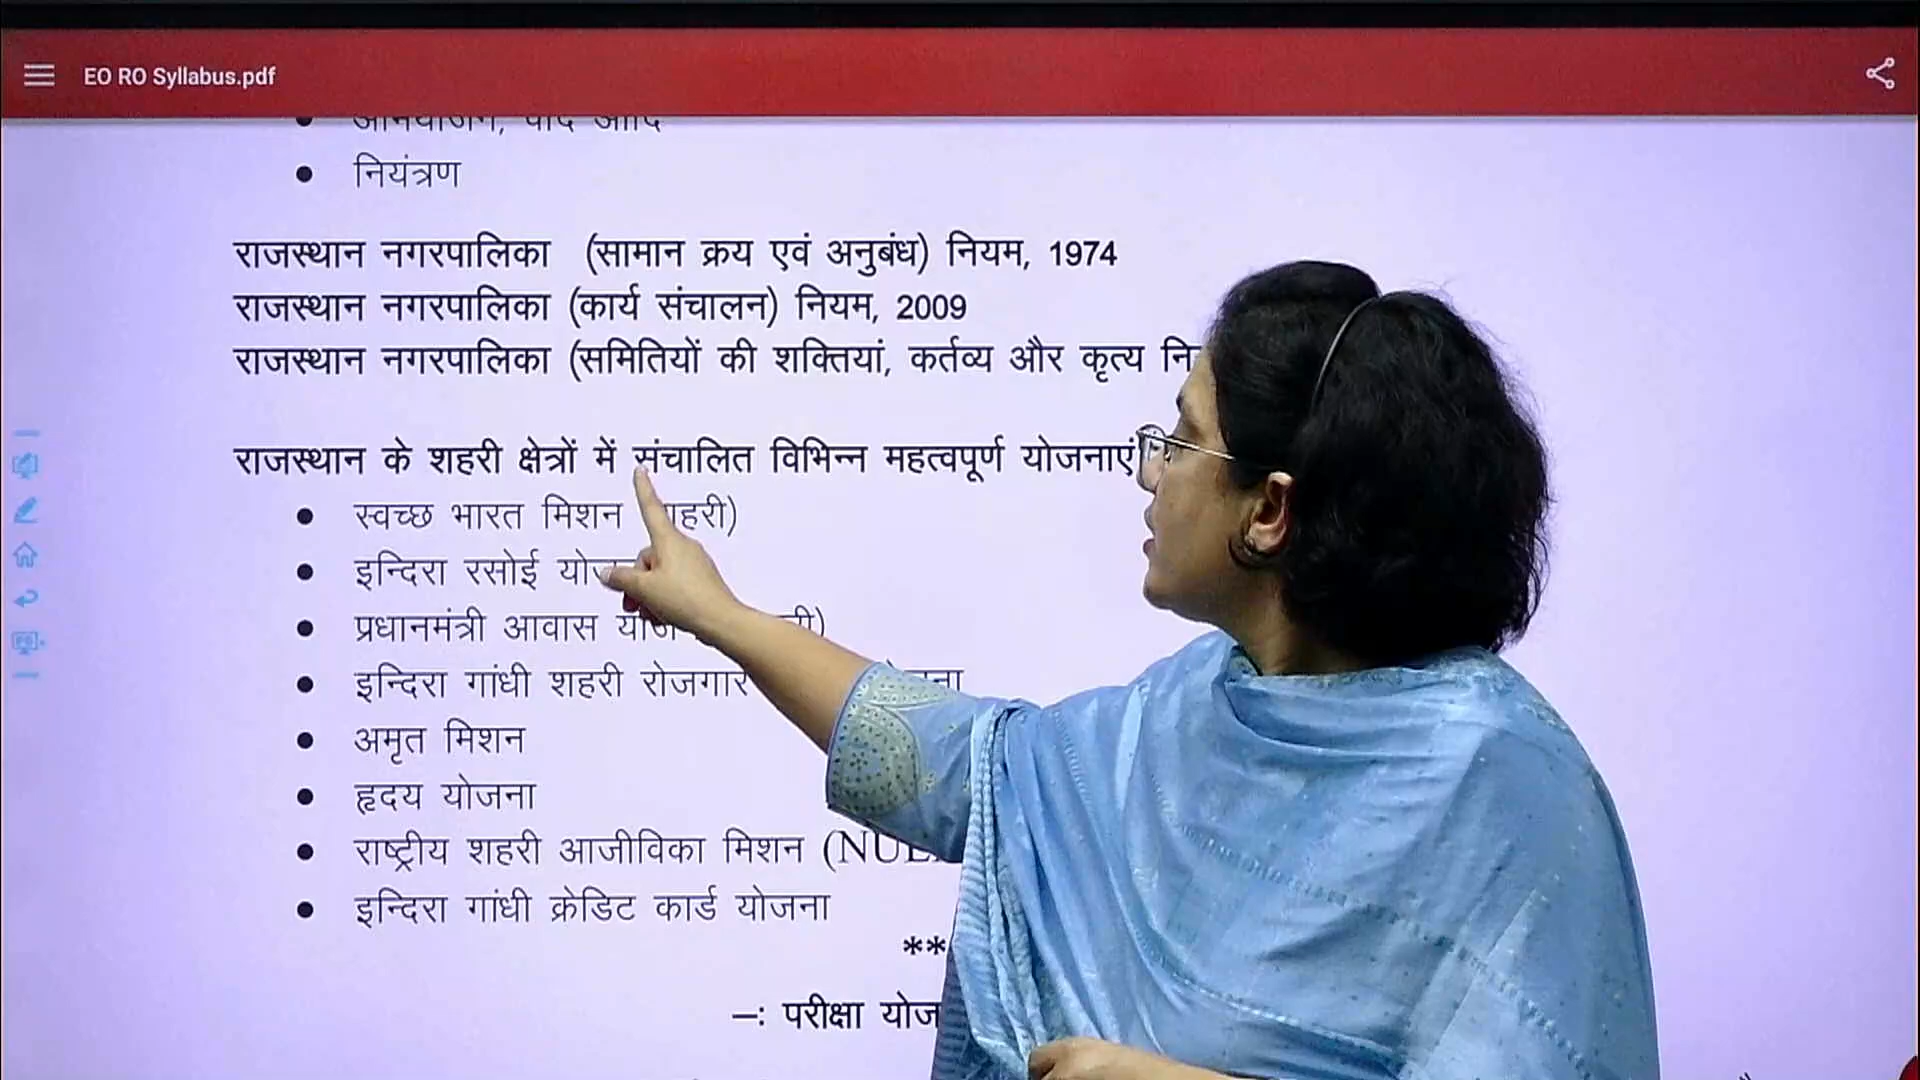 EO RO Syllabus.pdf
नियंत्रण
राजस्थान नगरपालिका (सामान क्रय एवं अनुबंध) नियम, 1974
राजस्थान नगरपालिका (कार्य संचालन) नियम, 2009
राजस्थान नगरपालिका (समितियों की शक्तियां, कर्तव्य और कृत्य
राजस्थान के शहरी क्षेत्रों में संचालित विभिन्न महत्वपूर्ण योजनाएं
स्वच्छ भारत मिशन
इन्दिरा रसोई
प्रधानमंत्री आवास
इन्दिरा गांधी शहरी रोजगार
अमृत मिशन
हृदय योजना
राष्ट्रीय शहरी आजीविका मिशन
इन्दिरा गांधी क्रेडिट कार्ड योजना
**
–: परीक्षा